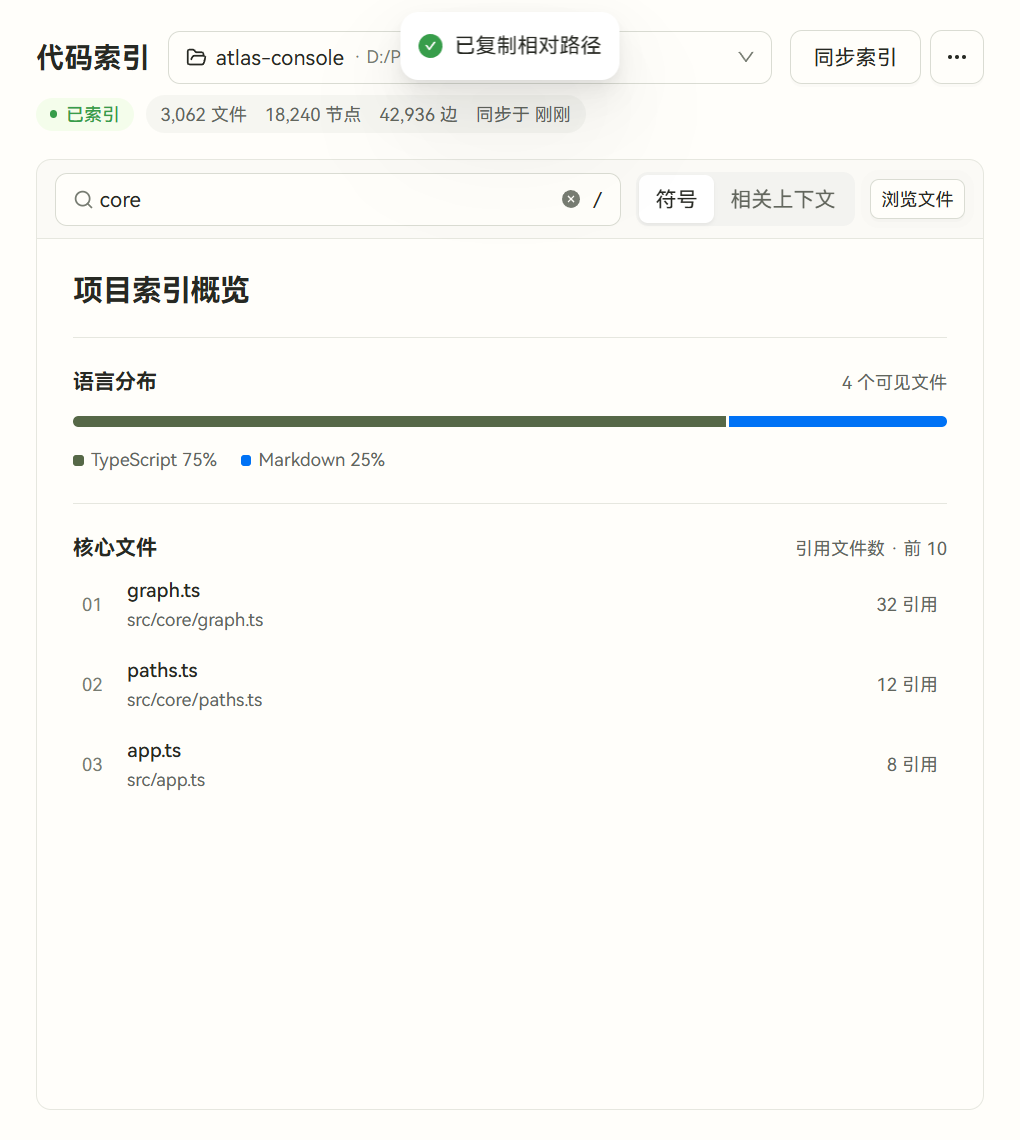 代码索引
atlas-console · D:/P
已复制相对路径
同步索引
已索引
3,062 文件 18,240 节点 42,936 边 同步于 刚刚
core /
符号 相关上下文 浏览文件
项目索引概览
语言分布 4 个可见文件
TypeScript 75% Markdown 25%
核心文件 引用文件数 · 前 10
01 graph.ts 32 引用
src/core/graph.ts
02 paths.ts 12 引用
src/core/paths.ts
03 app.ts 8 引用
src/app.ts